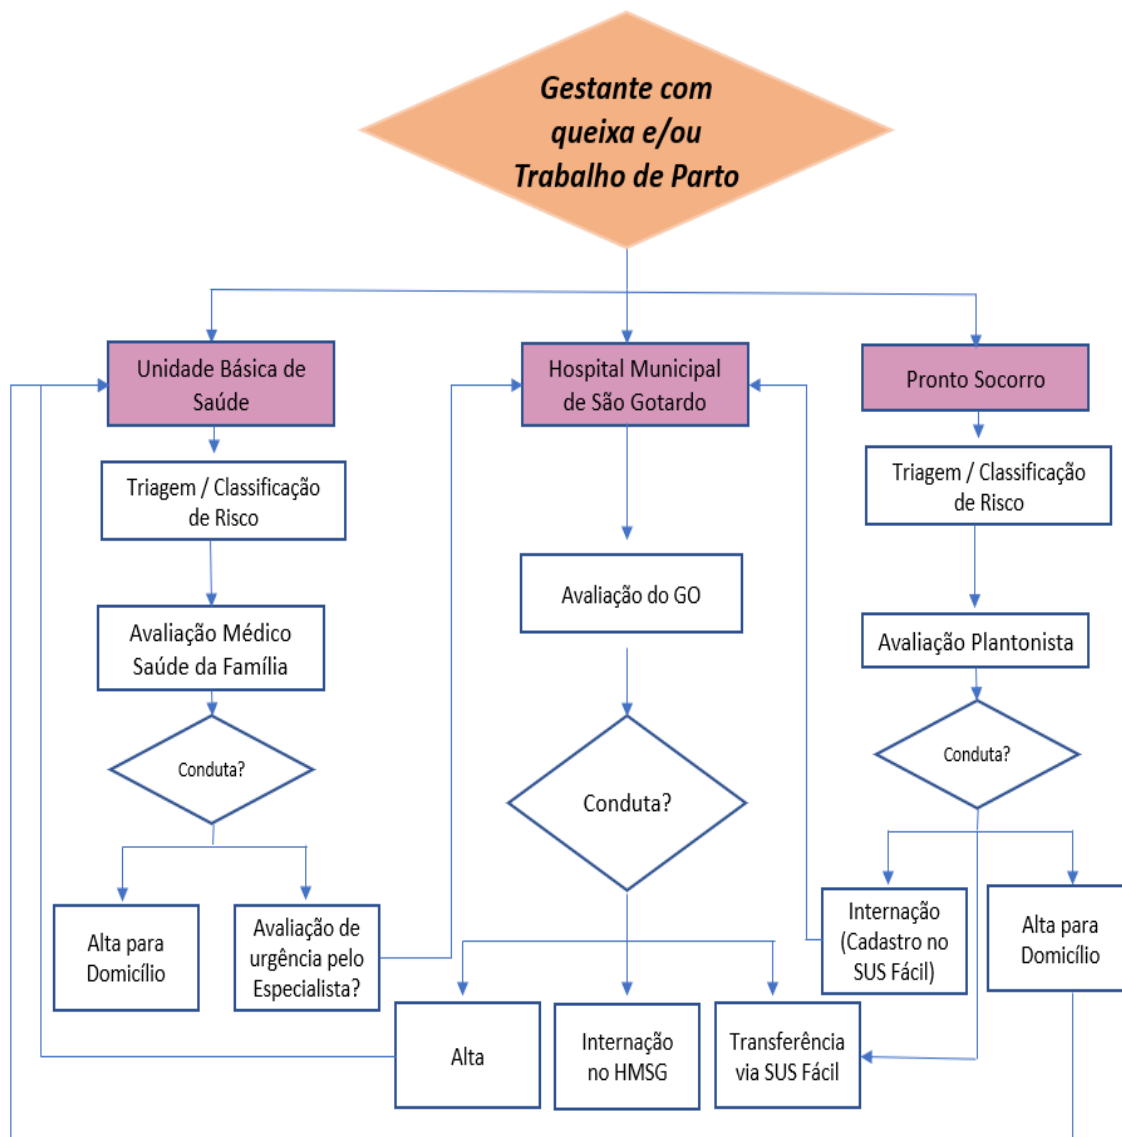 Gestante com
queixa e/ou
Trabalho de Parto
Unidade Básica de
Saúde
Hospital Municipal
de São Gotardo
Pronto Socorro
Triagem / Classificação
de Risco
Triagem / Classificação
de Risco
Avaliação do GO
Avaliação Médico
Saúde da Família
Avaliação Plantonista
Conduta?
Conduta?
Conduta?
Alta para
Domicílio
Avaliação de
urgência pelo
Especialista?
Internação
(Cadastro no
SUS Fácil)
Alta para
Domicílio
Alta
Internação
no HMSG
Transferência
via SUS Fácil